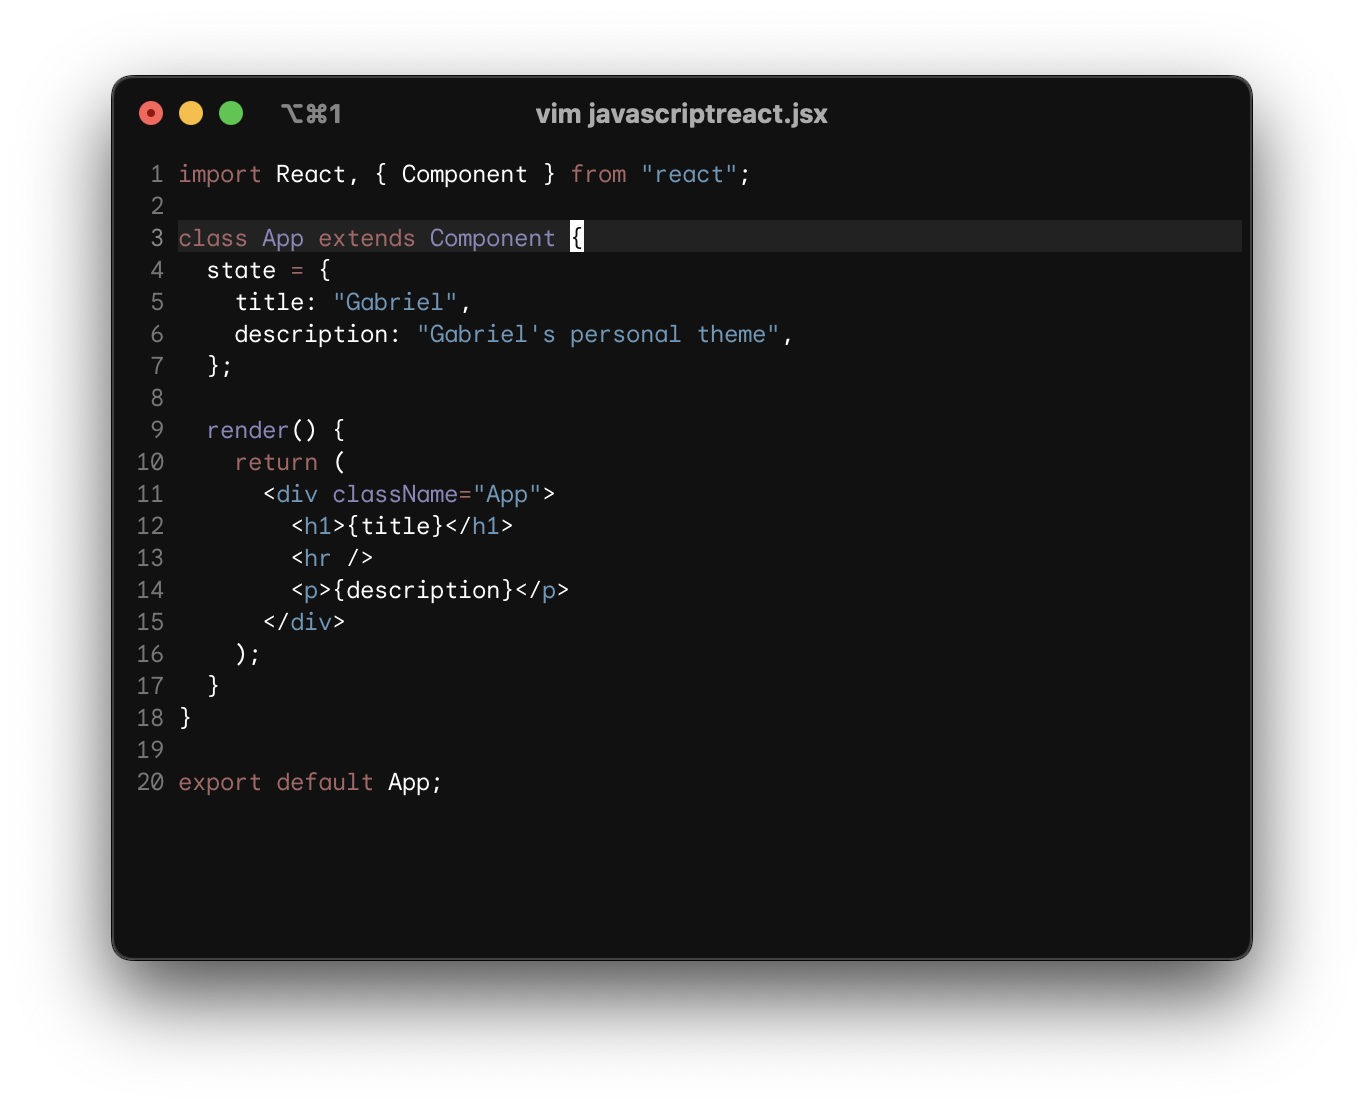 ⌥⌘1 vim javascriptreact.jsx
1 import React, { Component } from "react";
2
3 class App extends Component {
4   state = {
5     title: "Gabriel",
6     description: "Gabriel's personal theme",
7   };
8
9   render() {
10     return (
11       <div className="App">
12         <h1>{title}</h1>
13         <hr />
14         <p>{description}</p>
15       </div>
16     );
17   }
18 }
19
20 export default App;